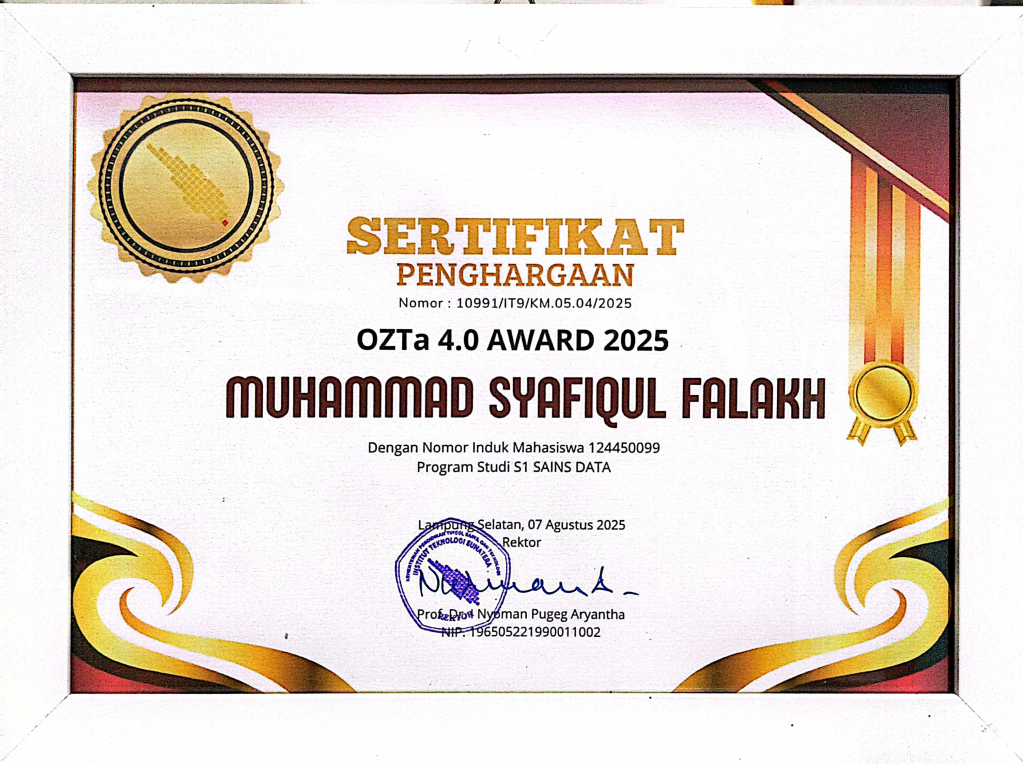 SERTIFIKAT
PENGHARGAAN
Nomor : 10991/IT9/KM.05.04/2025
OZTa 4.0 AWARD 2025
MUHAMMAD SYAFIQUL FALAKH
Dengan Nomor Induk Mahasiswa 124450099
Program Studi S1 SAINS DATA
Lampung Selatan, 07 Agustus 2025
Rektor
INSTITUT TEKNOLOGI SUMATERA
REKTOR
Prof. Dr. I Nyoman Pugeg Aryantha
NIP. 196505221990011002